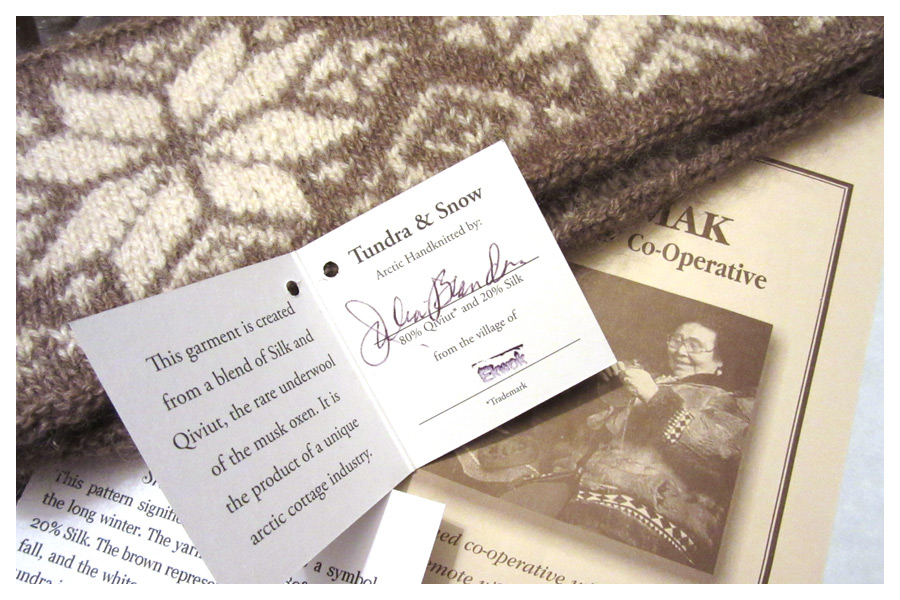 This garment is created
from a blend of Silk and
Qiviut, the rare underwool
of the musk oxen. It is
the product of a unique
arctic cottage industry.
Tundra & Snow
Arctic Handknitted by:
80% Qiviut* and 20% Silk
from the village of
*Trademark
MAK
Co-Operative
ed co-operative
emote
This pattern
the long winter. The yarn
20% Silk. The brown
fall, and the white
a symbol